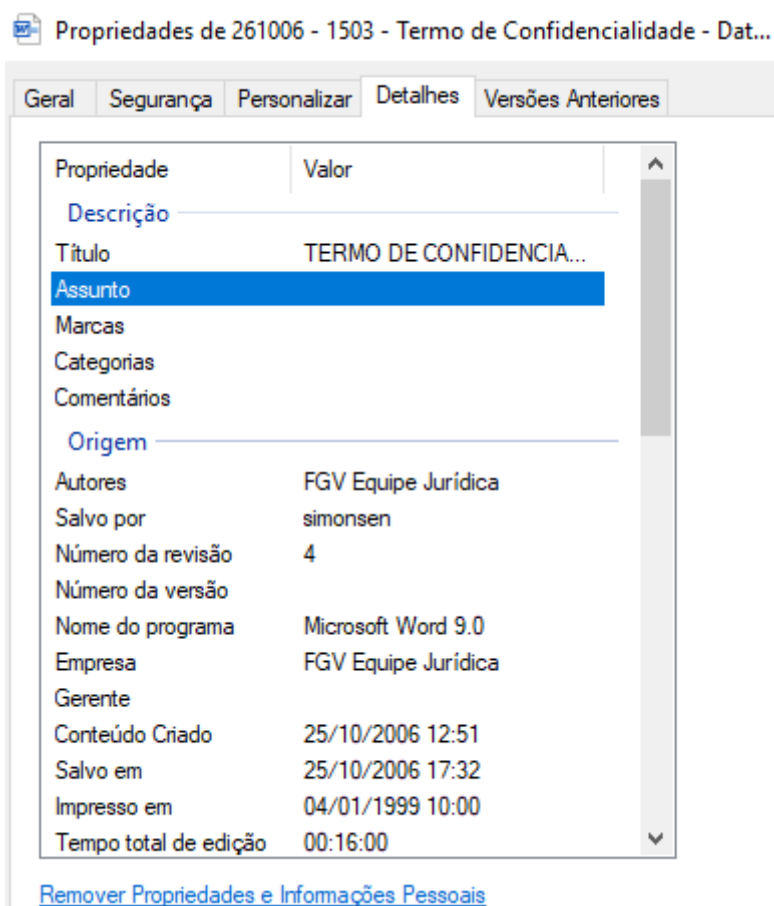 Propriedades de 261006 - 1503 - Termo de Confidencialidade - Dat...
Geral Segurança Personalizar Detalhes Versões Anteriores
Propriedade Valor
Descrição
Título TERMO DE CONFIDENCIA...
Assunto
Marcas
Categorias
Comentários
Origem
Autores FGV Equipe Jurídica
Salvo por simonsen
Número da revisão 4
Número da versão
Nome do programa Microsoft Word 9.0
Empresa FGV Equipe Jurídica
Gerente
Conteúdo Criado 25/10/2006 12:51
Salvo em 25/10/2006 17:32
Impresso em 04/01/1999 10:00
Tempo total de edição 00:16:00
Remover Propriedades e Informações Pessoais